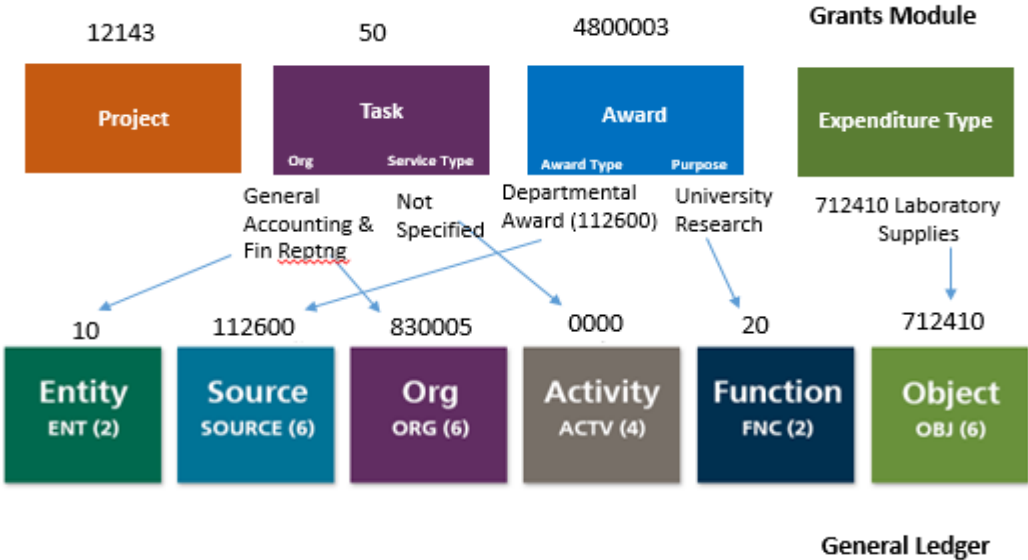 Grants Module
12143
50
4800003
Project
Task
Org
Service Type
Award
Award Type
Purpose
Expenditure Type
General
Accounting &
Fin Reptng
Not
Specified
Departmental
Award (112600)
University
Research
712410 Laboratory
Supplies
10
112600
830005
0000
20
712410
Entity
ENT (2)
Source
SOURCE (6)
Org
ORG (6)
Activity
ACTV (4)
Function
FNC (2)
Object
OBJ (6)
General Ledger